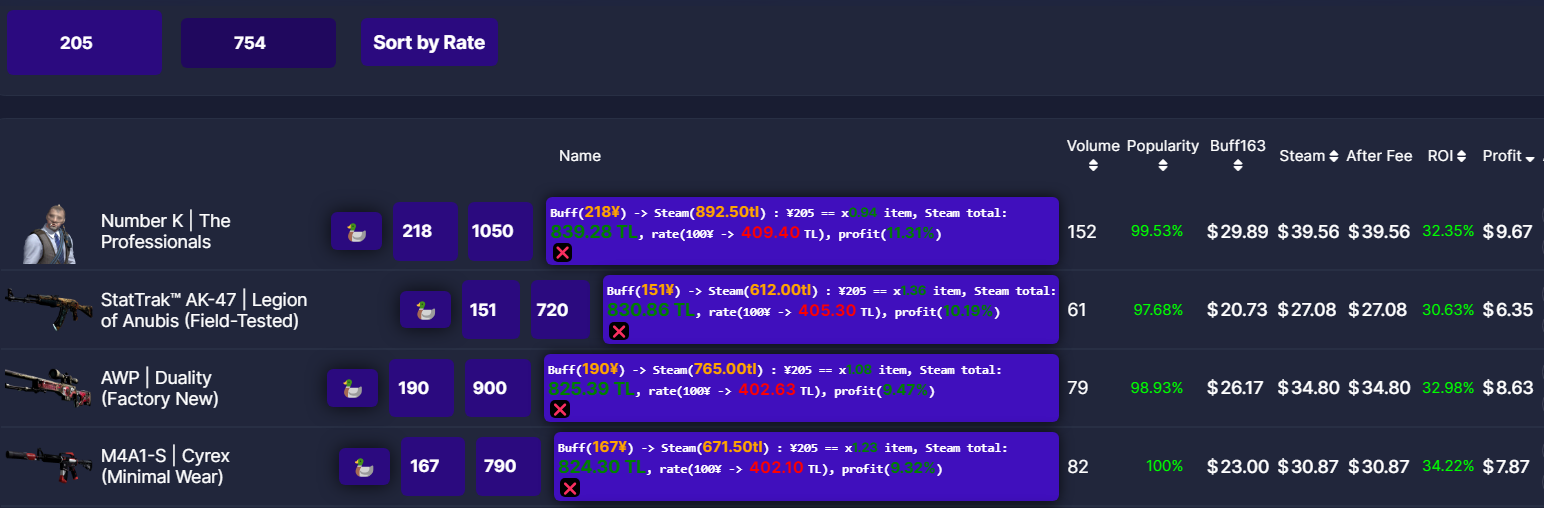 205 754 Sort by Rate
Name Volume Popularity Buff163 Steam After Fee ROI Profit
Number K | The
Professionals
218 1050
Buff(218¥) -> Steam(892.50tl) : ¥205 == x0.94 item, Steam total:
839.28 TL, rate(100¥ -> 409.40 TL), profit(11.31%)
152 99.53% $29.89 $39.56 $39.56 32.35% $9.67
StatTrak™ AK-47 | Legion
of Anubis (Field-Tested)
151 720
Buff(151¥) -> Steam(612.00tl) : ¥205 == x1.36 item, Steam total:
830.86 TL, rate(100¥ -> 405.30 TL), profit(10.19%)
61 97.68% $20.73 $27.08 $27.08 30.63% $6.35
AWP | Duality
(Factory New)
190 900
Buff(190¥) -> Steam(765.00tl) : ¥205 == x1.08 item, Steam total:
825.39 TL, rate(100¥ -> 402.63 TL), profit(9.47%)
79 98.93% $26.17 $34.80 $34.80 32.98% $8.63
M4A1-S | Cyrex
(Minimal Wear)
167 790
Buff(167¥) -> Steam(671.50tl) : ¥205 == x1.23 item, Steam total:
824.30 TL, rate(100¥ -> 402.10 TL), profit(9.32%)
82 100% $23.00 $30.87 $30.87 34.22% $7.87